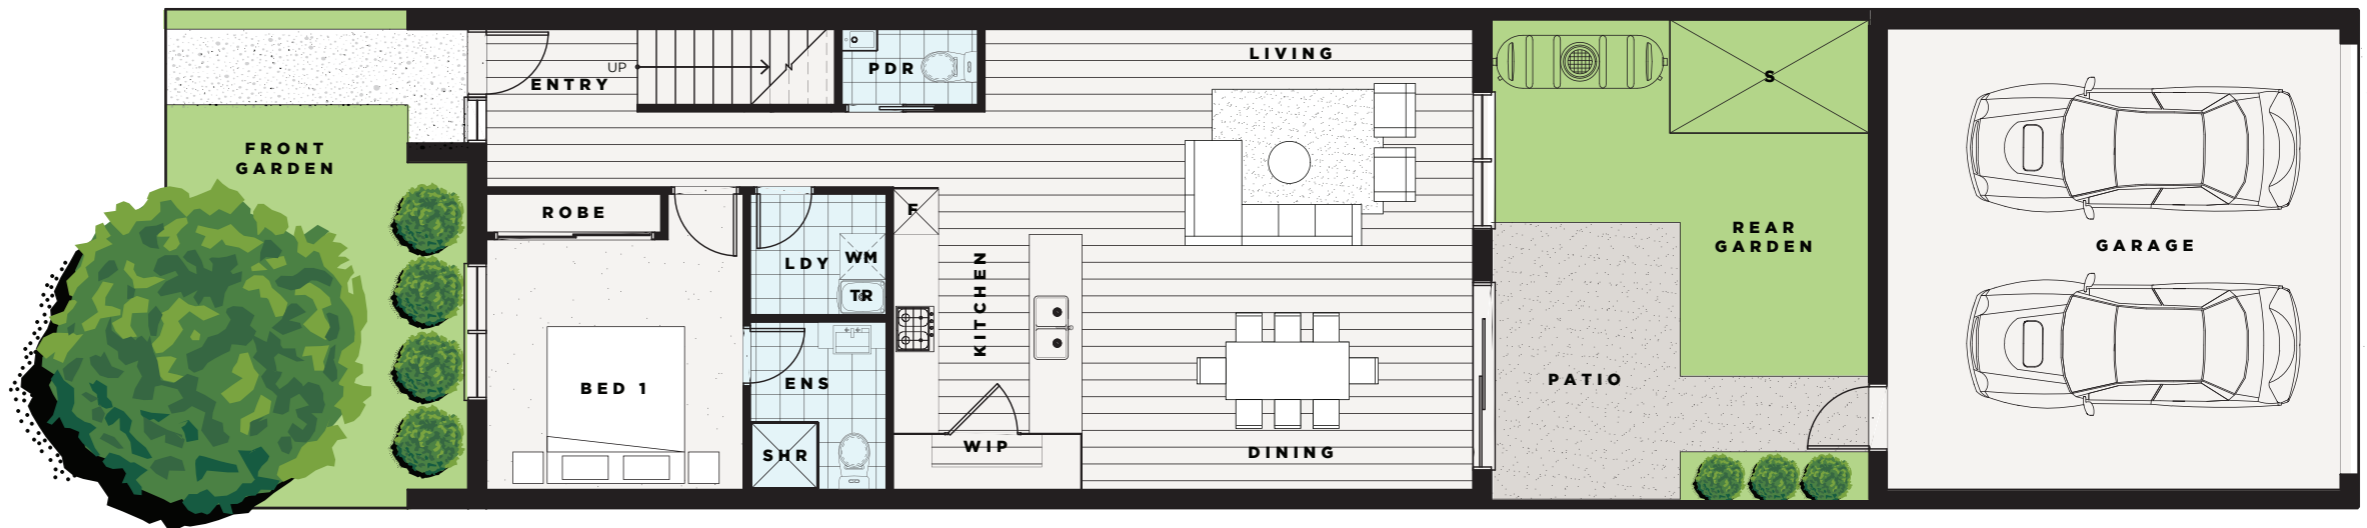 LIVING
UP
PDR
ENTRY
S
FRONT
GARDEN
ROBE
F
REAR
GARDEN
GARAGE
LDY
WM
TR
KITCHEN
BED 1
ENS
PATIO
SHR
WIP
DINING